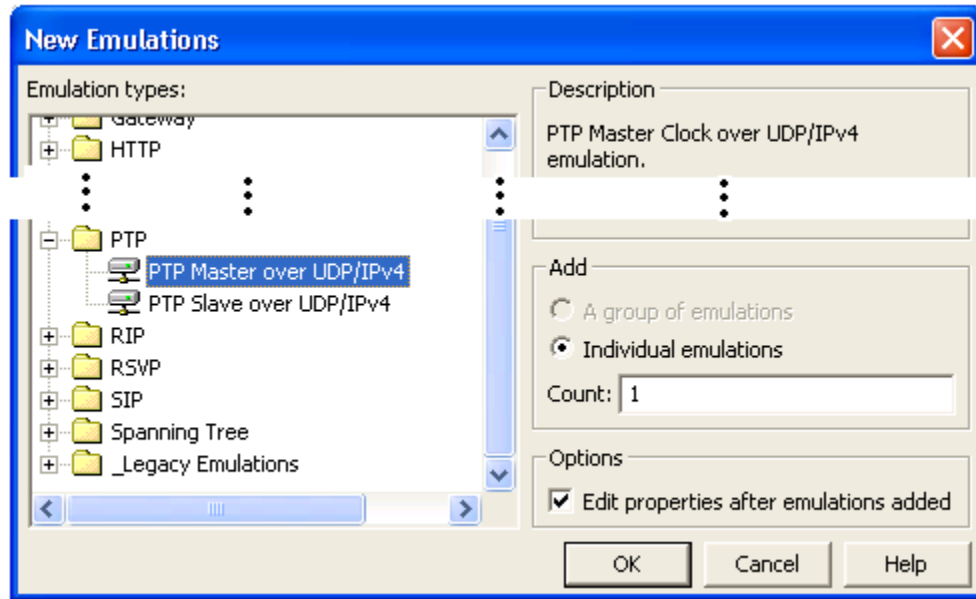 New Emulations
Emulation types:
Gateway
HTTP
PTP
PTP Master over UDP/IPv4
PTP Slave over UDP/IPv4
RIP
RSVP
SIP
Spanning Tree
_Legacy Emulations
Description
PTP Master Clock over UDP/IPv4
emulation.
Add
A group of emulations
Individual emulations
Count: 1
Options
Edit properties after emulations added
OK
Cancel
Help